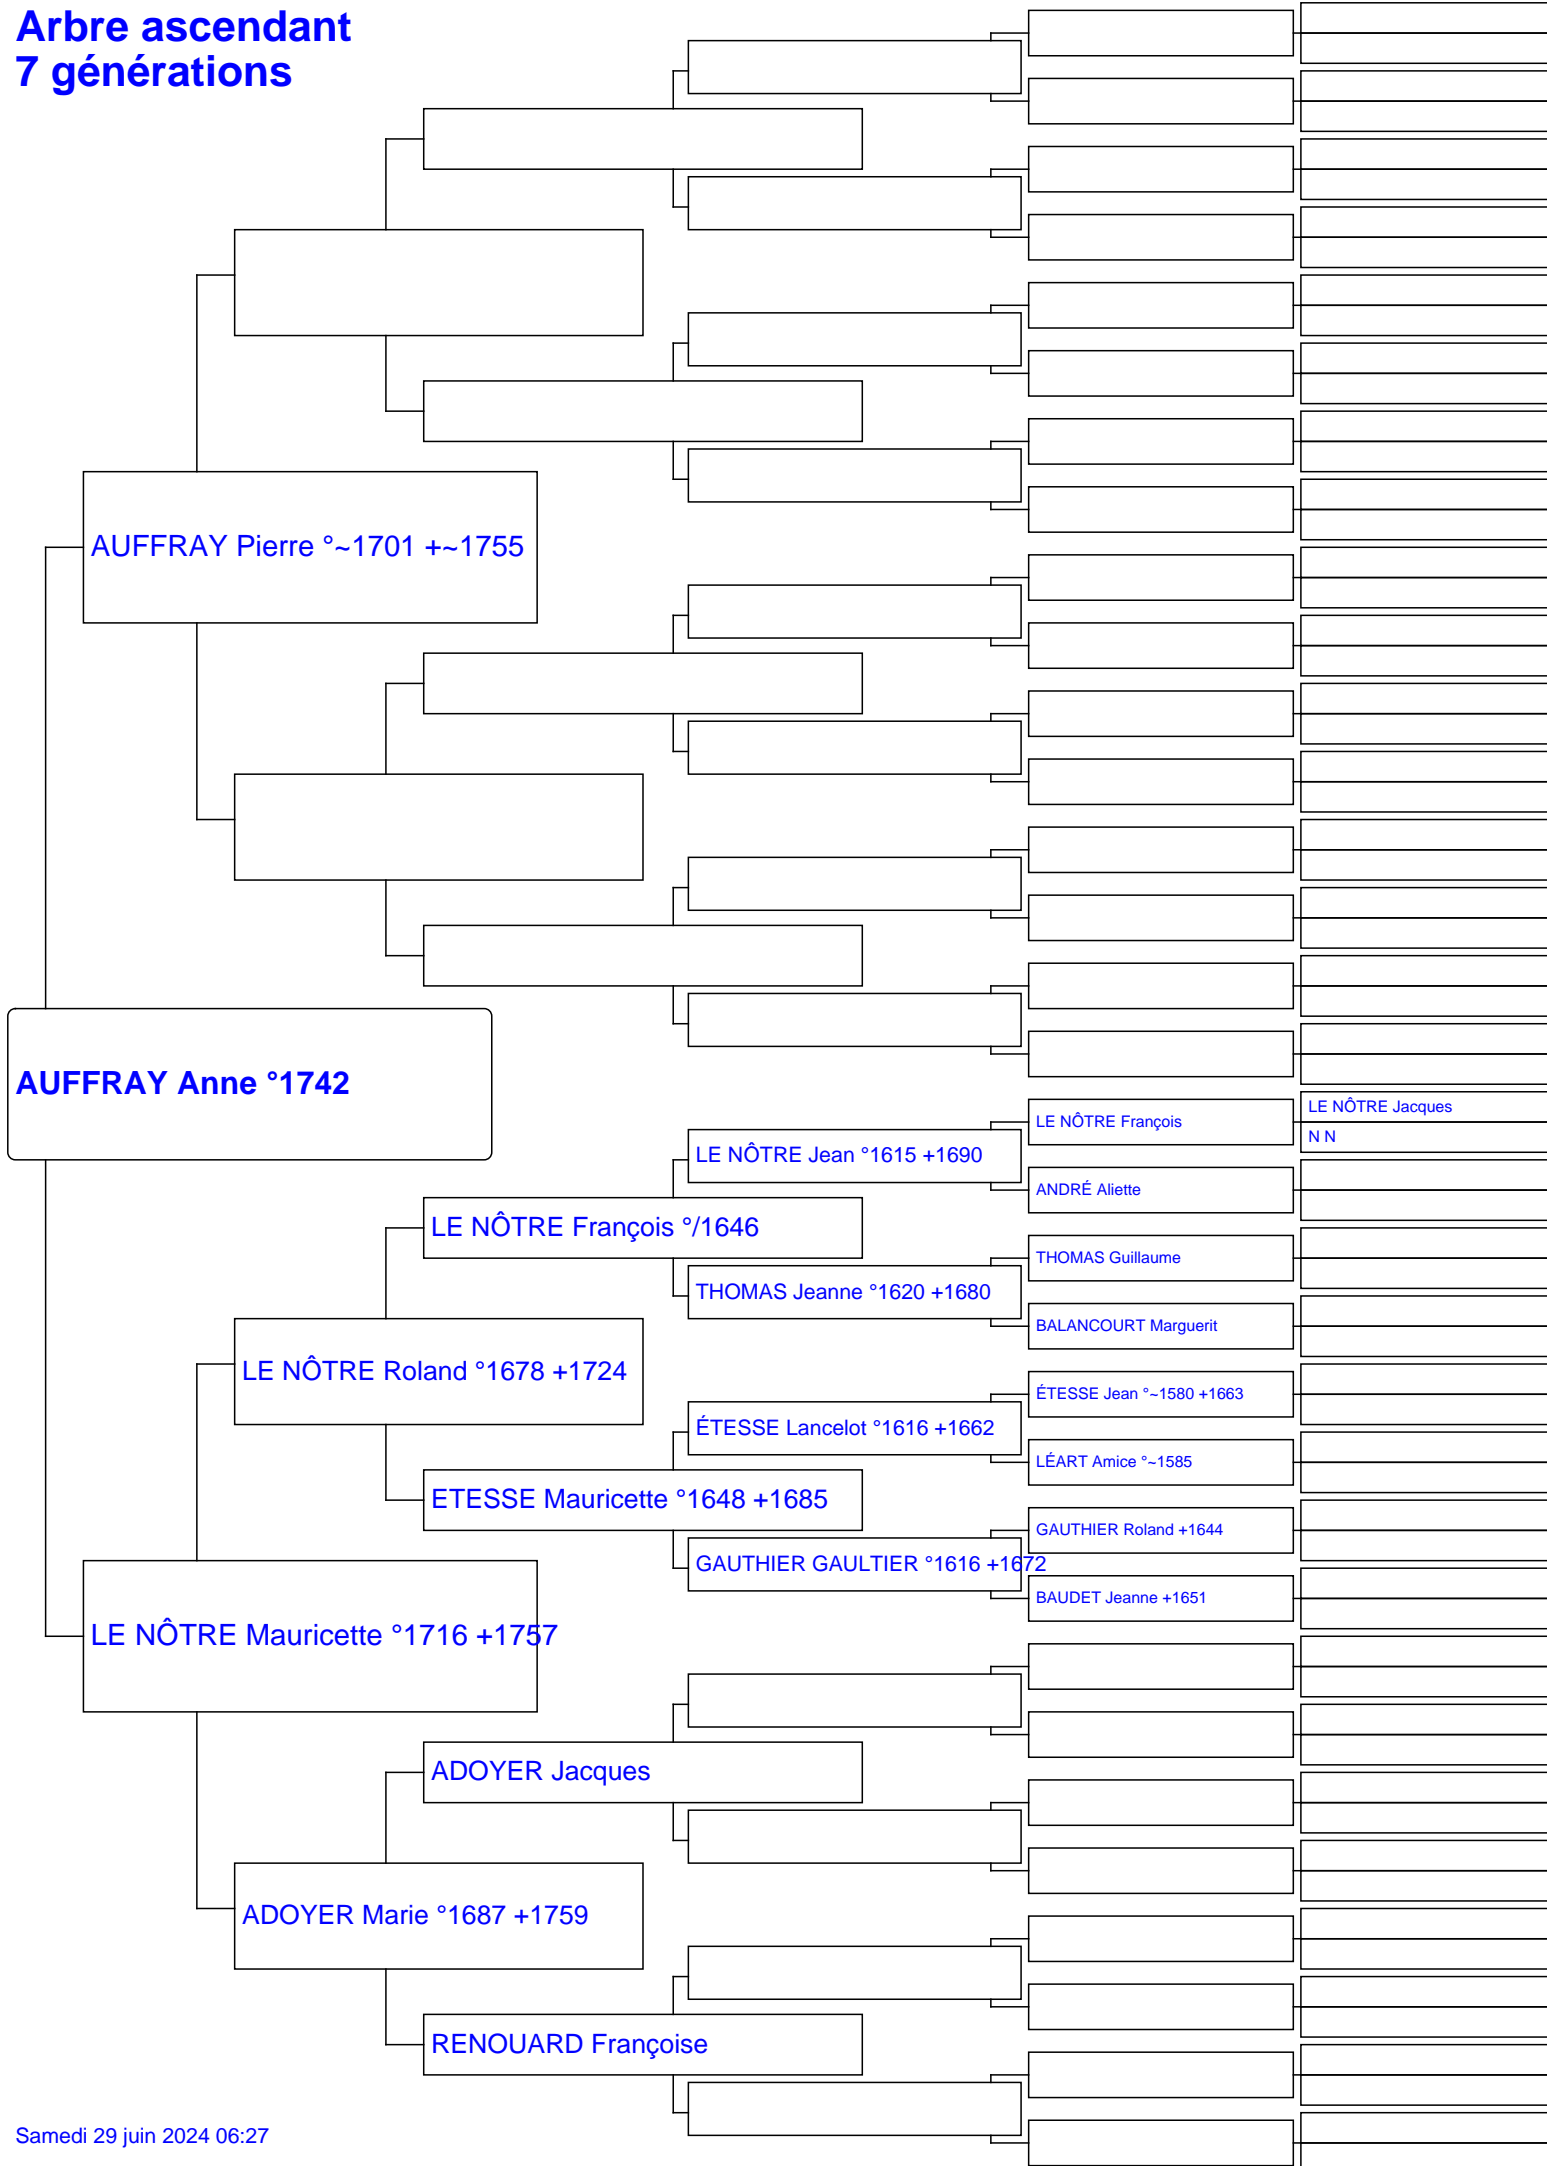 Arbre ascendant
7 générations
AUFFRAY Pierre °~1701 +~1755
AUFFRAY Anne °1742
LE NÔTRE Jacques
LE NÔTRE François
N N
LE NÔTRE Jean °1615 +1690
ANDRÉ Aliette
LE NÔTRE François °/1646
THOMAS Guillaume
THOMAS Jeanne °1620 +1680
BALANCOURT Marguerit
LE NÔTRE Roland °1678 +1724
ÉTESSE Jean °~1580 +1663
ÉTESSE Lancelot °1616 +1662
LÉART Amice °~1585
ETESSE Mauricette °1648 +1685
GAUTHIER Roland +1644
GAUTHIER GAULTIER °1616 +1672
BAUDET Jeanne +1651
LE NÔTRE Mauricette °1716 +1757
ADOYER Jacques
ADOYER Marie °1687 +1759
RENOUARD Françoise
Samedi 29 juin 2024 06:27